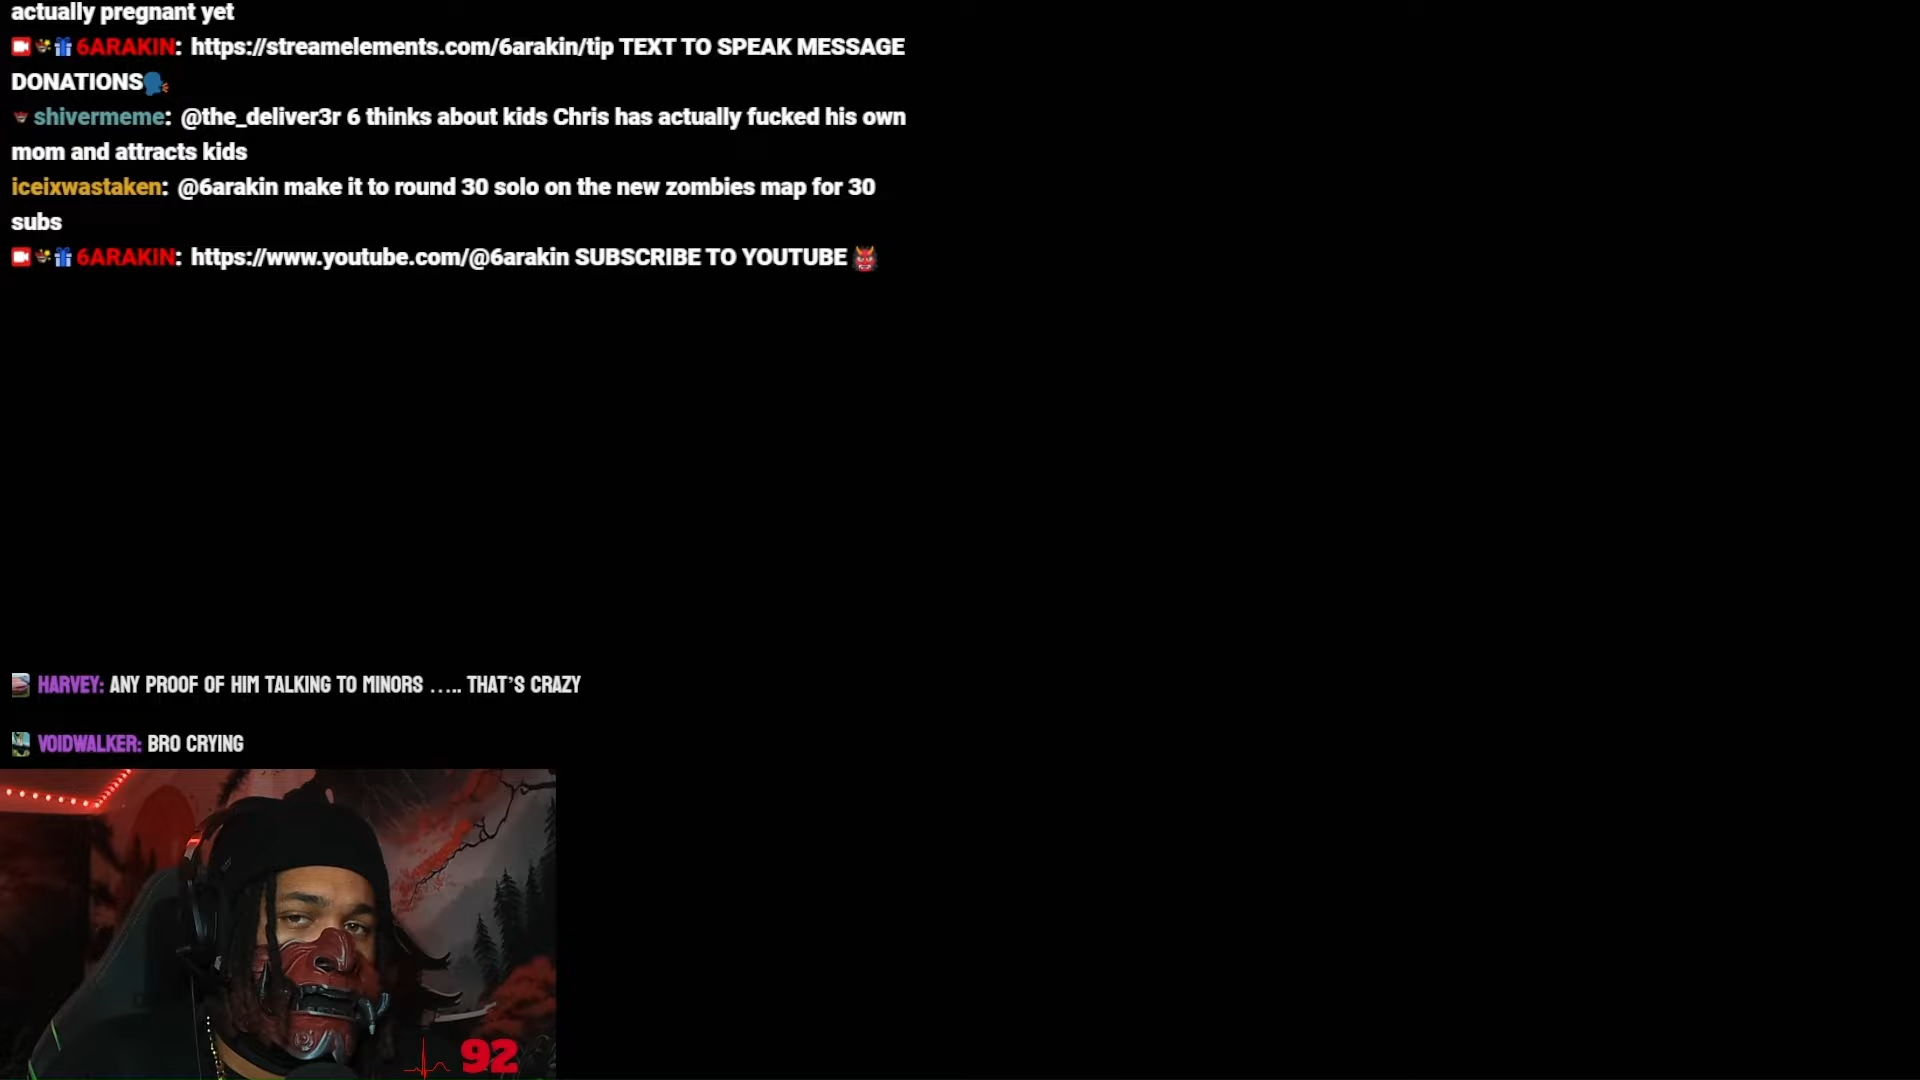 actually pregnant yet
6ARAKIN: https://streamelements.com/6arakin/tip TEXT TO SPEAK MESSAGE
DONATIONS
shivermeme: @the_deliver3r 6 thinks about kids Chris has actually fucked his own
mom and attracts kids
iceixwastaken: @6arakin make it to round 30 solo on the new zombies map for 30
subs
6ARAKIN: https://www.youtube.com/@6arakin SUBSCRIBE TO YOUTUBE
HARVEY: ANY PROOF OF HIM TALKING TO MINORS ….. THAT’S CRAZY
VOIDWALKER: BRO CRYING
92